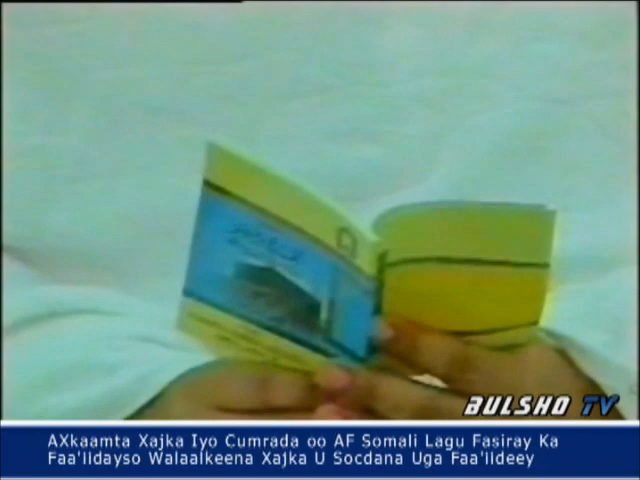 BULSHO TV
AXkaamta Xajka Iyo Cumrada oo AF Somali Lagu Fasiray Ka
Faa'iidayso Walaalkeena Xajka U Socdana Uga Faa'iideey